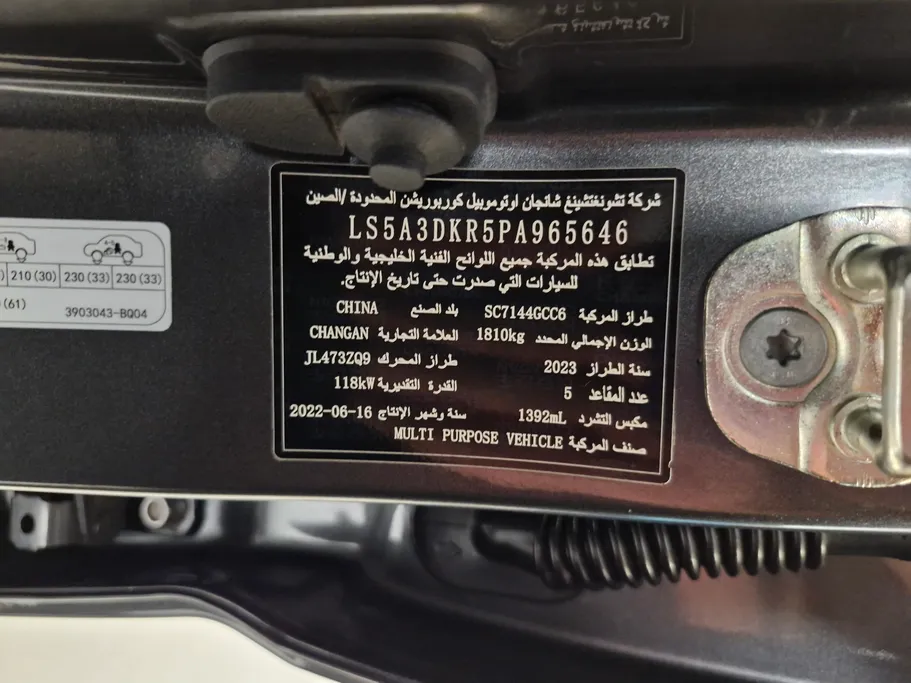 شركة تشونغتشينغ شانجان اوتوموبيل كوربوريشن المحدودة /الصين
LS5A3DKR5PA965646
تطابق هذه المركبة جميع اللوائح الفنية الخليجية والوطنية
للسيارات التي صدرت حتى تاريخ الإنتاج.
طراز المركبة SC7144GCC6 بلد الصنع CHINA
الوزن الإجمالي المحدد 1810kg العلامة التجارية CHANGAN
سنة الطراز 2023 طراز المحرك JL473ZQ9
عدد المقاعد 5 القدرة التقديرية 118kW
مكبس التشرد 1392mL سنة وشهر الإنتاج 2022-06-16
صنف المركبة MULTI PURPOSE VEHICLE
210 (30) 230 (33) 230 (33)
(61) 3903043-BQ04